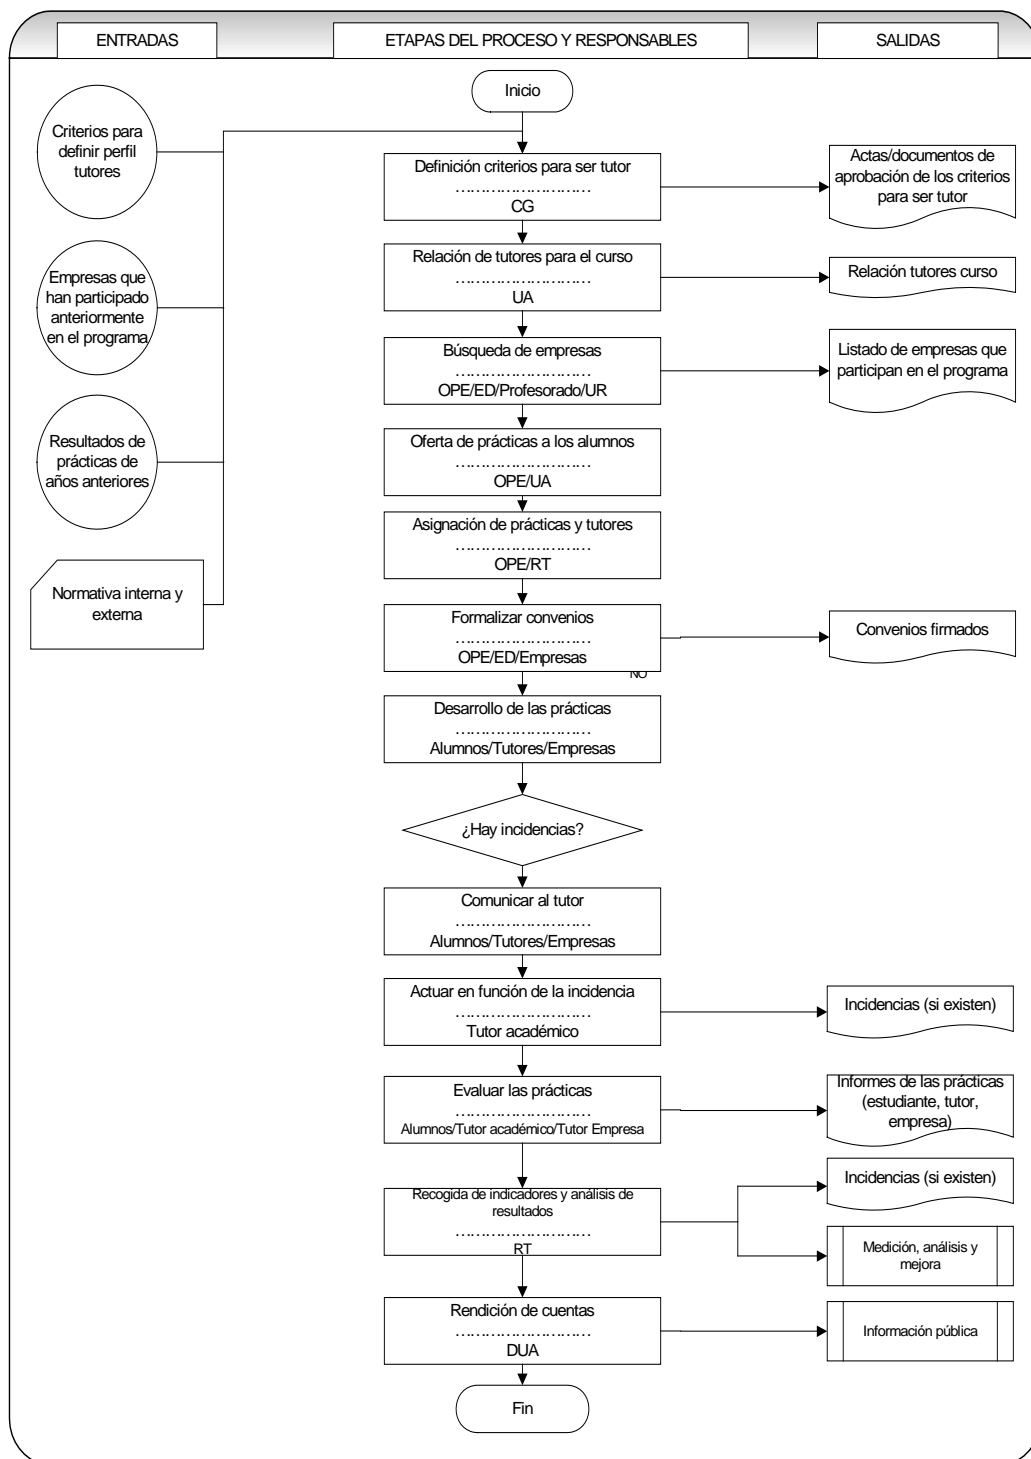 ENTRADAS
ETAPAS DEL PROCESO Y RESPONSABLES
SALIDAS
Inicio
Criterios para
definir perfil
tutores
Definición criterios para ser tutor
………………………
CG
Actas/documentos de
aprobación de los criterios
para ser tutor
Relación de tutores para el curso
………………………
UA
Relación tutores curso
Empresas que
han participado
anteriormente
en el programa
Búsqueda de empresas
………………………
OPE/ED/Profesorado/UR
Listado de empresas que
participan en el programa
Resultados de
prácticas de
años anteriores
Oferta de prácticas a los alumnos
………………………
OPE/UA
Asignación de prácticas y tutores
………………………
OPE/RT
Normativa interna y
externa
Formalizar convenios
………………………
OPE/ED/Empresas
Convenios firmados
NO
Desarrollo de las prácticas
………………………
Alumnos/Tutores/Empresas
¿Hay incidencias?
Comunicar al tutor
………………………
Alumnos/Tutores/Empresas
Actuar en función de la incidencia
………………………
Tutor académico
Incidencias (si existen)
Evaluar las prácticas
………………………
Alumnos/Tutor académico/Tutor Empresa
Informes de las prácticas
(estudiante, tutor,
empresa)
Recogida de indicadores y análisis de
resultados
………………………
RT
Incidencias (si existen)
Medición, análisis y
mejora
Rendición de cuentas
………………………
DUA
Información pública
Fin